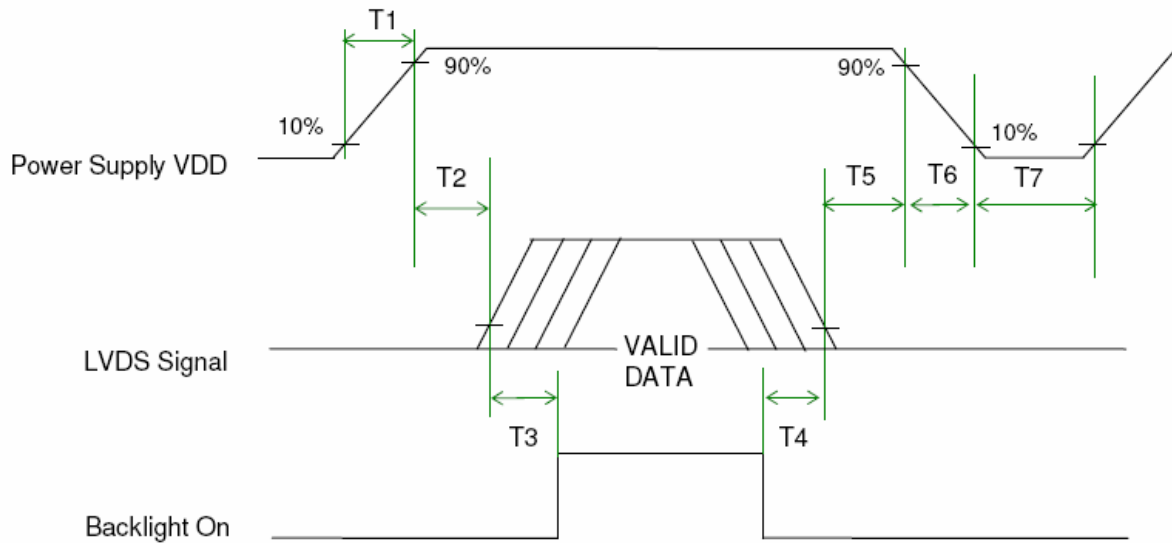 T1
90%
90%
10%
10%
Power Supply VDD
T2
T5
T6
T7
VALID
DATA
LVDS Signal
T3
T4
Backlight On